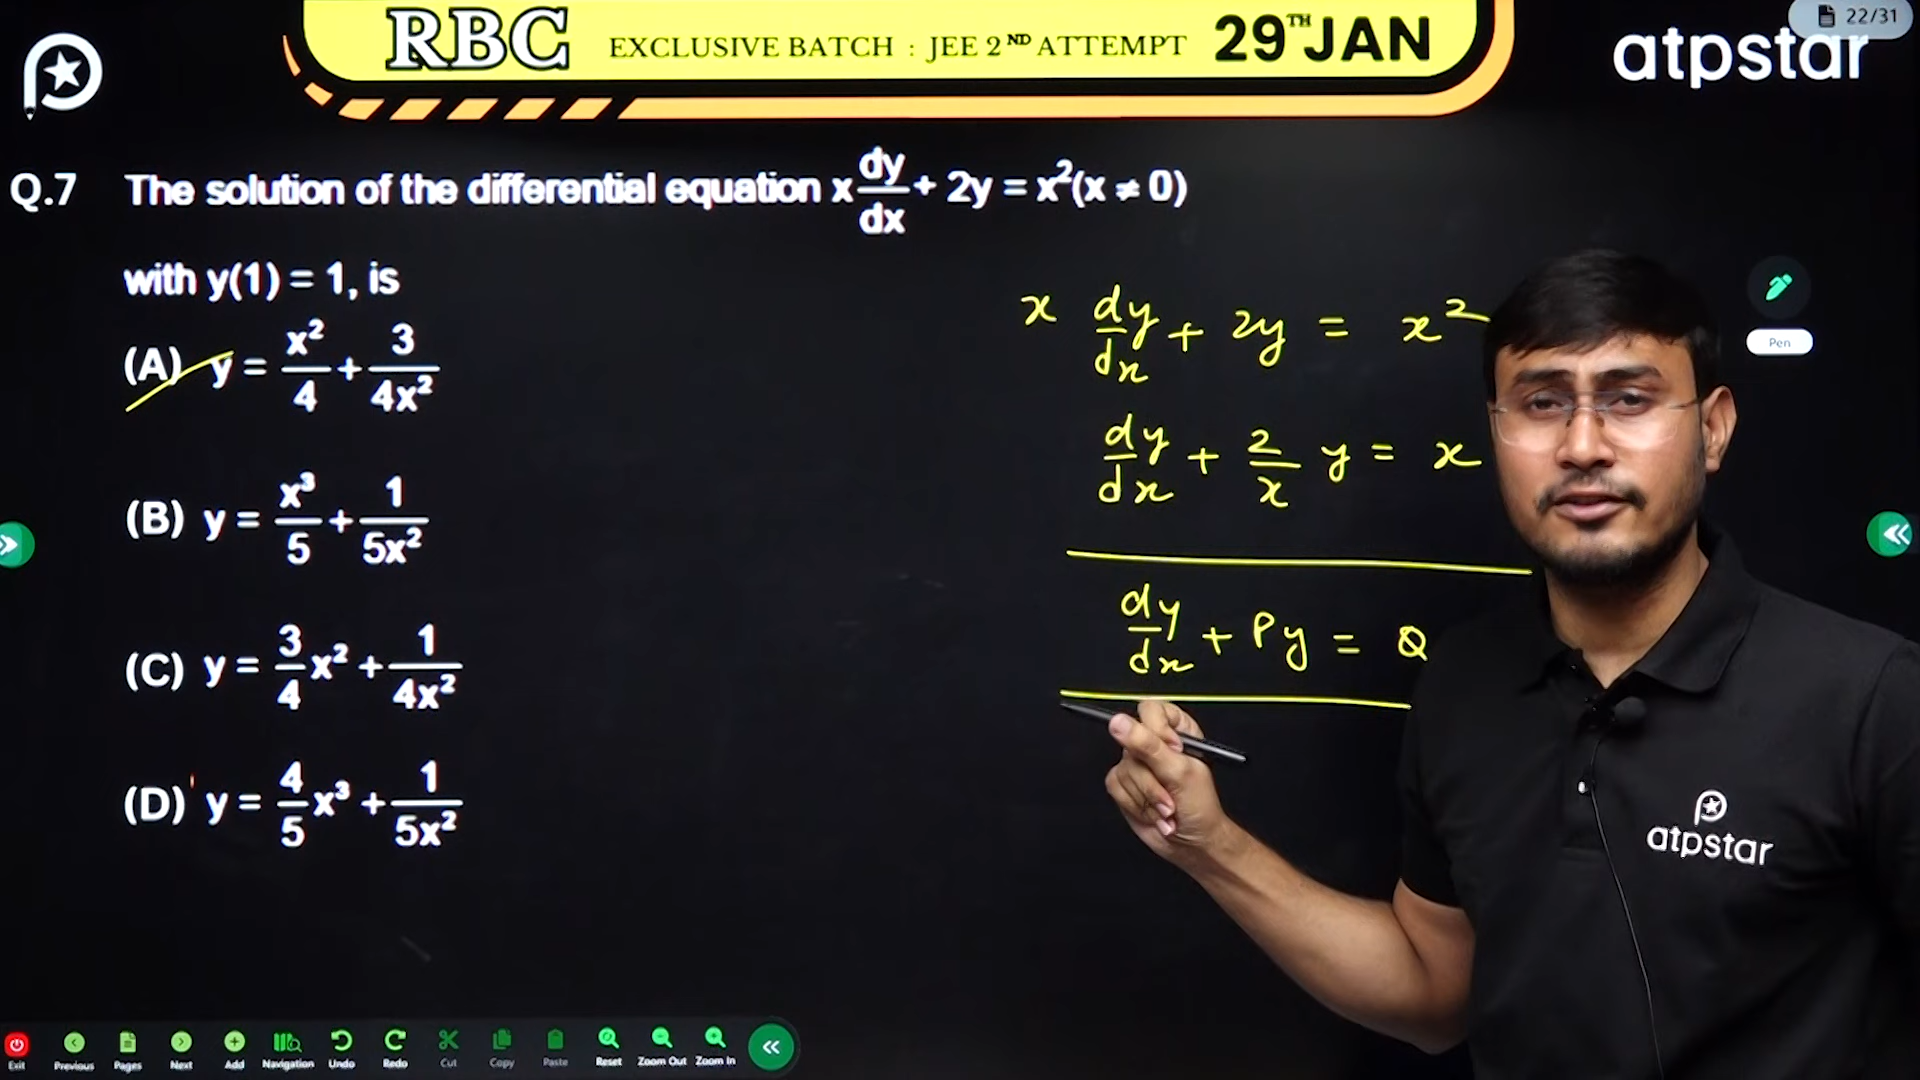 22/31
RBC EXCLUSIVE BATCH : JEE 2ND ATTEMPT 29TH JAN
atpstar
Q.7 The solution of the differential equation x dy/dx + 2y = x²(x ≠ 0)
with y(1) = 1, is
(A) y = x²/4 + 3/4x²
(B) y = x³/5 + 1/5x²
(C) y = 3/4 x² + 1/4x²
(D) y = 4/5 x³ + 1/5x²
x dy/dx + 2y = x²
dy/dx + 2/x y = x
dy/dx + Py = Q
Pen
atpstar
Exit Previous Pages Next Add Navigation Undo Redo Cut Copy Paste Reset Zoom Out Zoom In